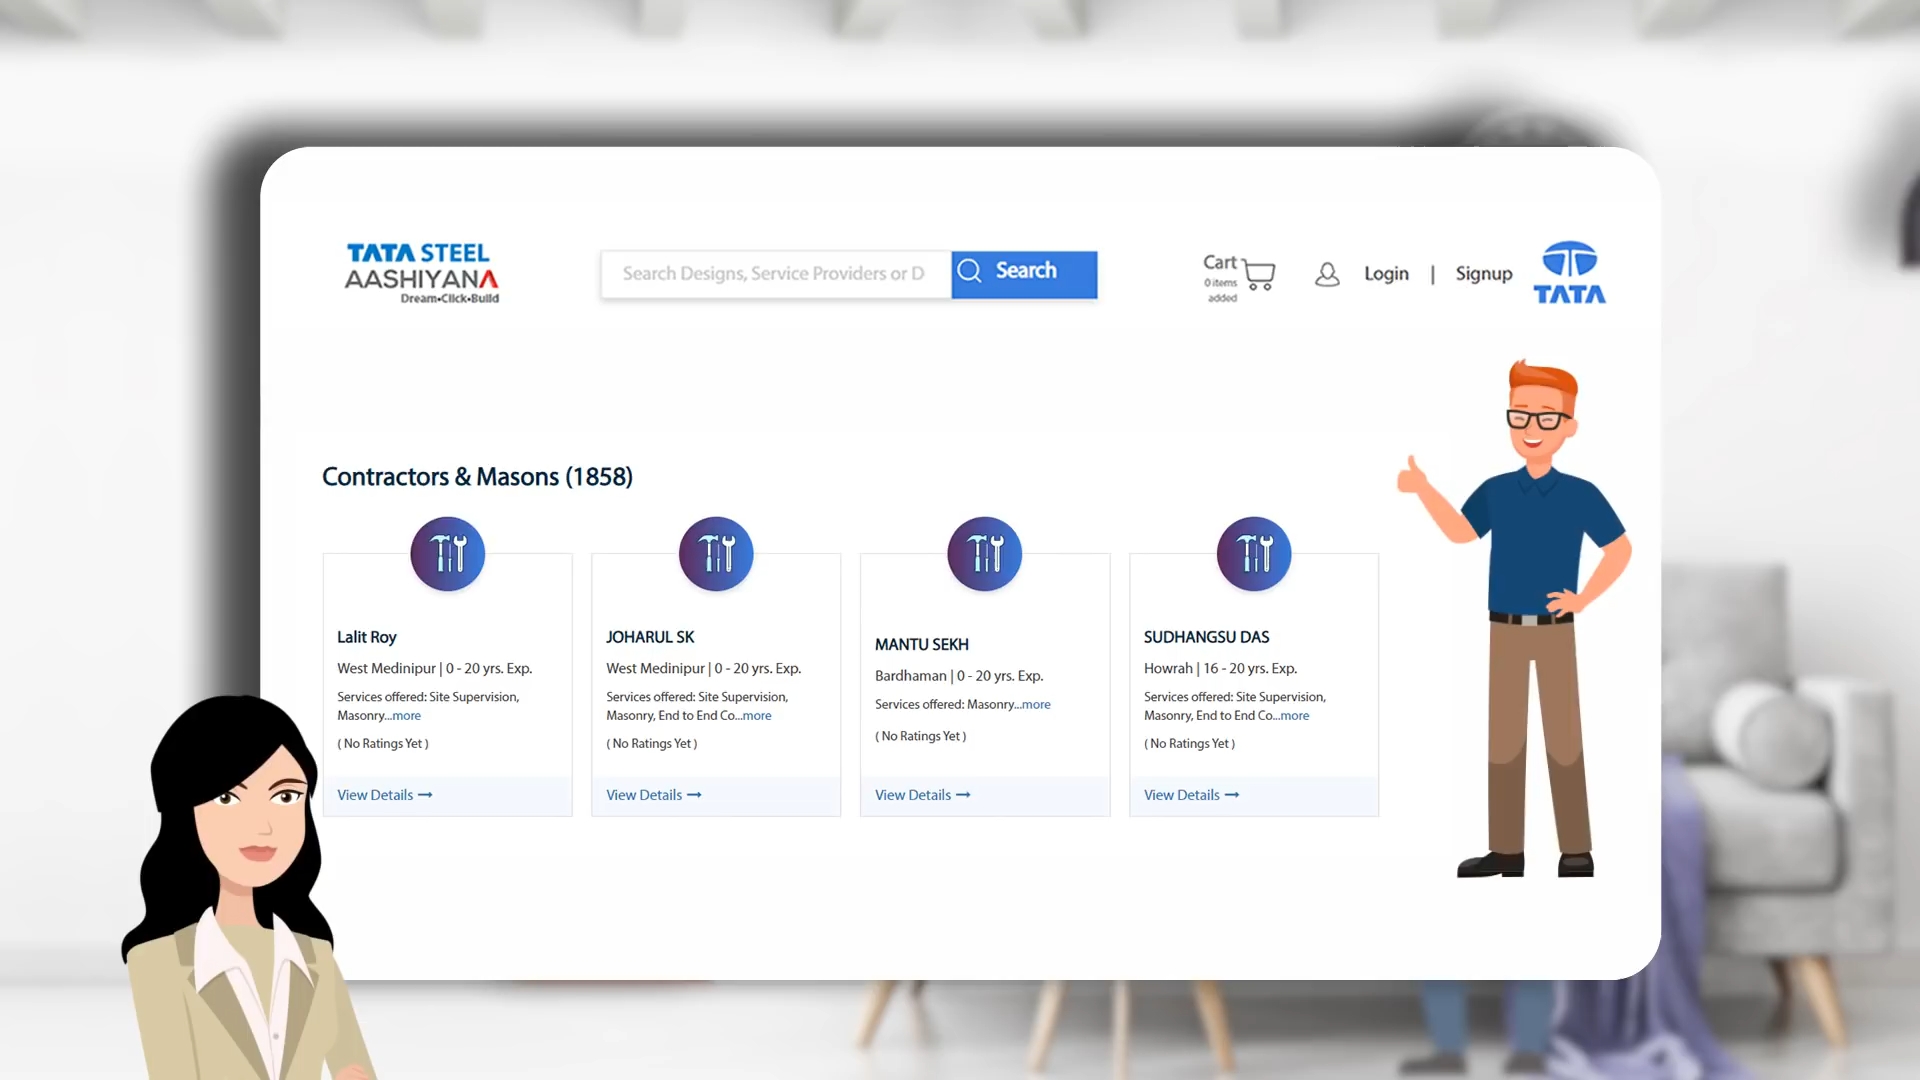 TATA STEEL
AASHIYANA
Dream•Click•Build
Search Designs, Service Providers or D
Search
Cart
0 items
added
Login | Signup
TATA
Contractors & Masons (1858)
Lalit Roy
West Medinipur | 0 - 20 yrs. Exp.
Services offered: Site Supervision,
Masonry...more
( No Ratings Yet )
View Details
JOHARUL SK
West Medinipur | 0 - 20 yrs. Exp.
Services offered: Site Supervision,
Masonry, End to End Co...more
( No Ratings Yet )
View Details
MANTU SEKH
Bardhaman | 0 - 20 yrs. Exp.
Services offered: Masonry...more
( No Ratings Yet )
View Details
SUDHANGSU DAS
Howrah | 16 - 20 yrs. Exp.
Services offered: Site Supervision,
Masonry, End to End Co...more
( No Ratings Yet )
View Details